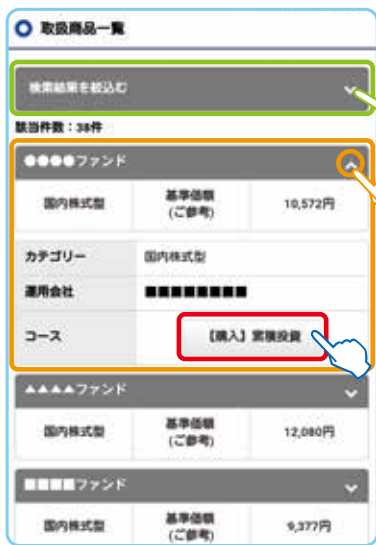 取扱商品一覧
検索結果を絞込む
該当件数：38件
●●●●ファンド
国内株式型 基準価額 10,572円
(ご参考)
カテゴリー 国内株式型
運用会社 ■■■■■■■■
コース 【購入】累積投資
▲▲▲▲ファンド
国内株式型 基準価額 12,080円
(ご参考)
■■■■ファンド
国内株式型 基準価額 9,377円
(ご参考)